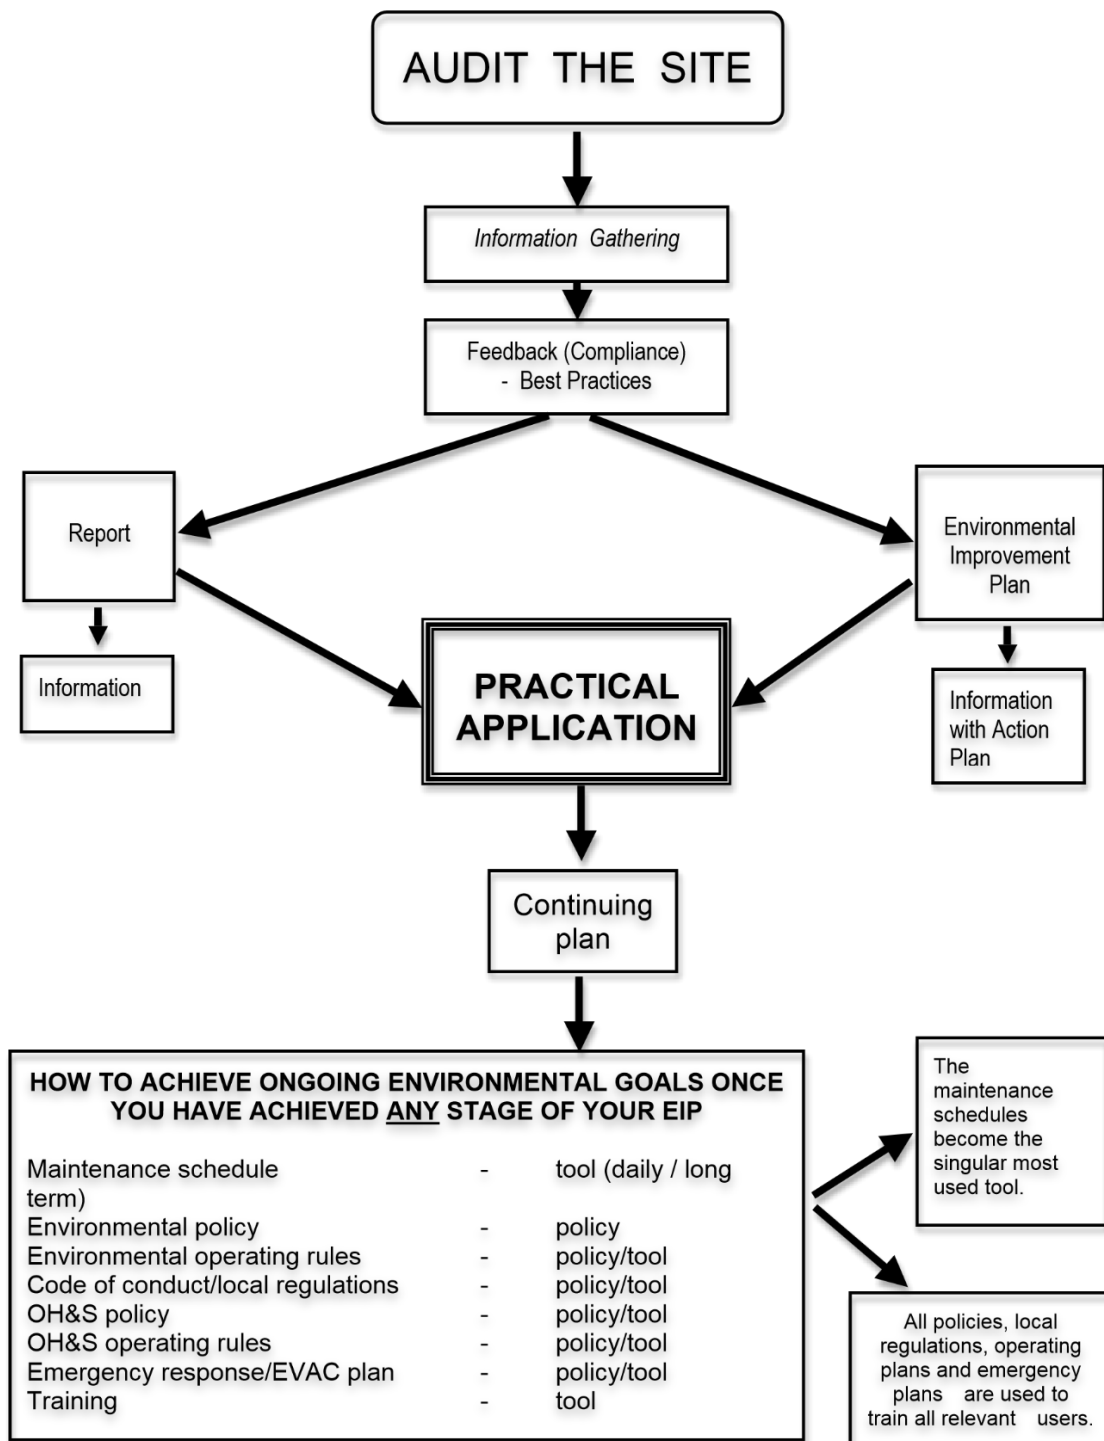 AUDIT THE SITE
Information Gathering
Feedback (Compliance)
- Best Practices
Report
Environmental
Improvement
Plan
Information
PRACTICAL
APPLICATION
Information
with Action
Plan
Continuing
plan
HOW TO ACHIEVE ONGOING ENVIRONMENTAL GOALS ONCE
YOU HAVE ACHIEVED ANY STAGE OF YOUR EIP
Maintenance schedule - tool (daily / long
term)
Environmental policy - policy
Environmental operating rules - policy/tool
Code of conduct/local regulations - policy/tool
OH&S policy - policy/tool
OH&S operating rules - policy/tool
Emergency response/EVAC plan - policy/tool
Training - tool
The
maintenance
schedules
become the
singular most
used tool.
All policies, local
regulations, operating
plans and emergency
plans are used to
train all relevant users.